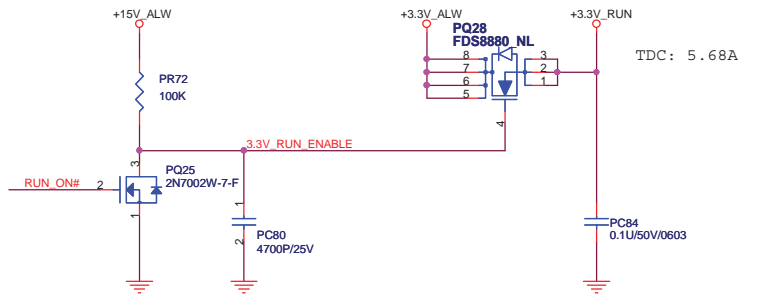 +15V_ALW
+3.3V_ALW
+3.3V_RUN
PQ28
FDS8880_NL
TDC: 5.68A
8
7
6
5
3
2
1
4
PR72
100K
3.3V_RUN_ENABLE
3
PQ25
2N7002W-7-F
RUN_ON#
2
1
1
2
PC80
4700P/25V
PC84
0.1U/50V/0603